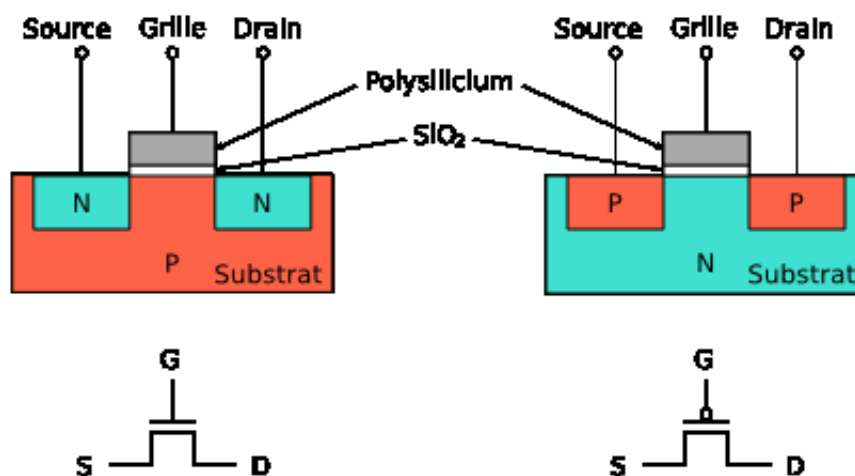 Source Grille Drain
Source Grille Drain
Polysilicium
SiO₂
N N
P
Substrat
P P
N
Substrat
G
S D
G
S D